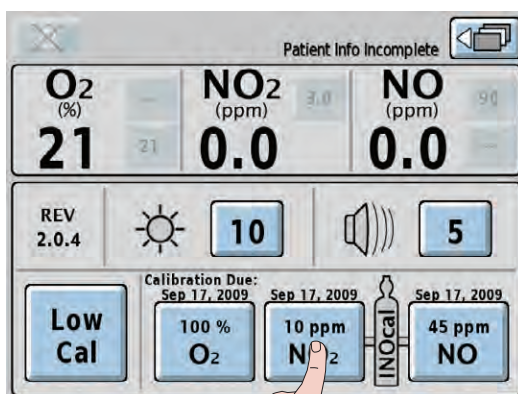 Patient Info Incomplete
O2
(%)
21
--
21
NO2
(ppm)
0.0
3.0
NO
(ppm)
0.0
90
--
REV
2.0.4
10
5
Low
Cal
Calibration Due:
Sep 17, 2009
100 %
O2
Sep 17, 2009
10 ppm
NO2
INOcal
Sep 17, 2009
45 ppm
NO